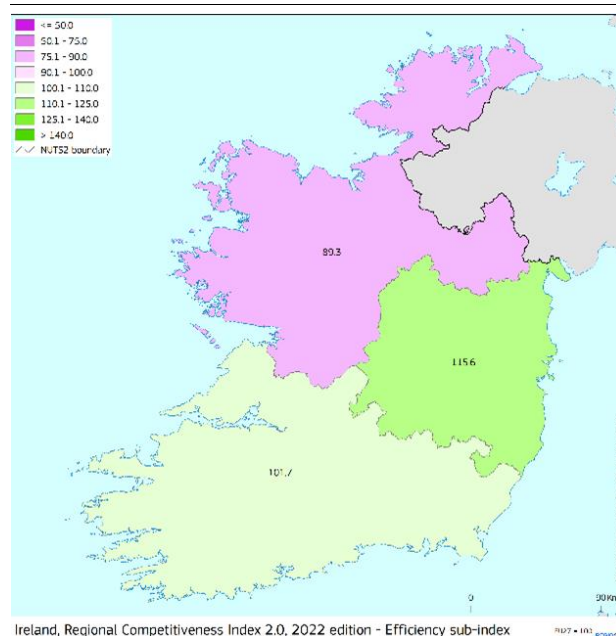 <= 50.0
50.1 - 75.0
75.1 - 90.0
90.1 - 100.0
100.1 - 110.0
110.1 - 125.0
125.1 - 140.0
> 140.0
NUTS2 boundary
89.3
115.6
101.7
0
90Km
Ireland, Regional Competitiveness Index 2.0, 2022 edition - Efficiency sub-index